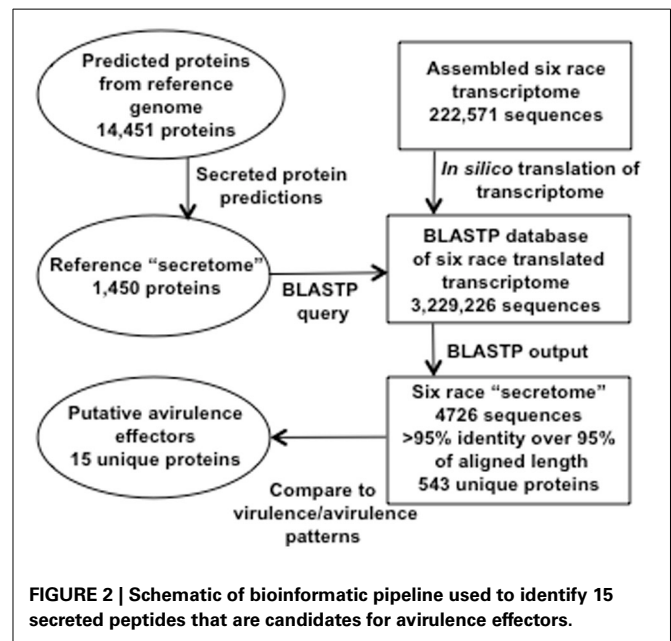 Predicted proteins
from reference
genome
14,451 proteins
Assembled six race
transcriptome
222,571 sequences
Secreted protein
predictions
In silico translation of
transcriptome
Reference “secretome”
1,450 proteins
BLASTP
query
BLASTP database
of six race translated
transcriptome
3,229,226 sequences
BLASTP output
Putative avirulence
effectors
15 unique proteins
Six race “secretome”
4726 sequences
>95% identity over 95%
of aligned length
543 unique proteins
Compare to
virulence/avirulence
patterns
FIGURE 2 | Schematic of bioinformatic pipeline used to identify 15
secreted peptides that are candidates for avirulence effectors.